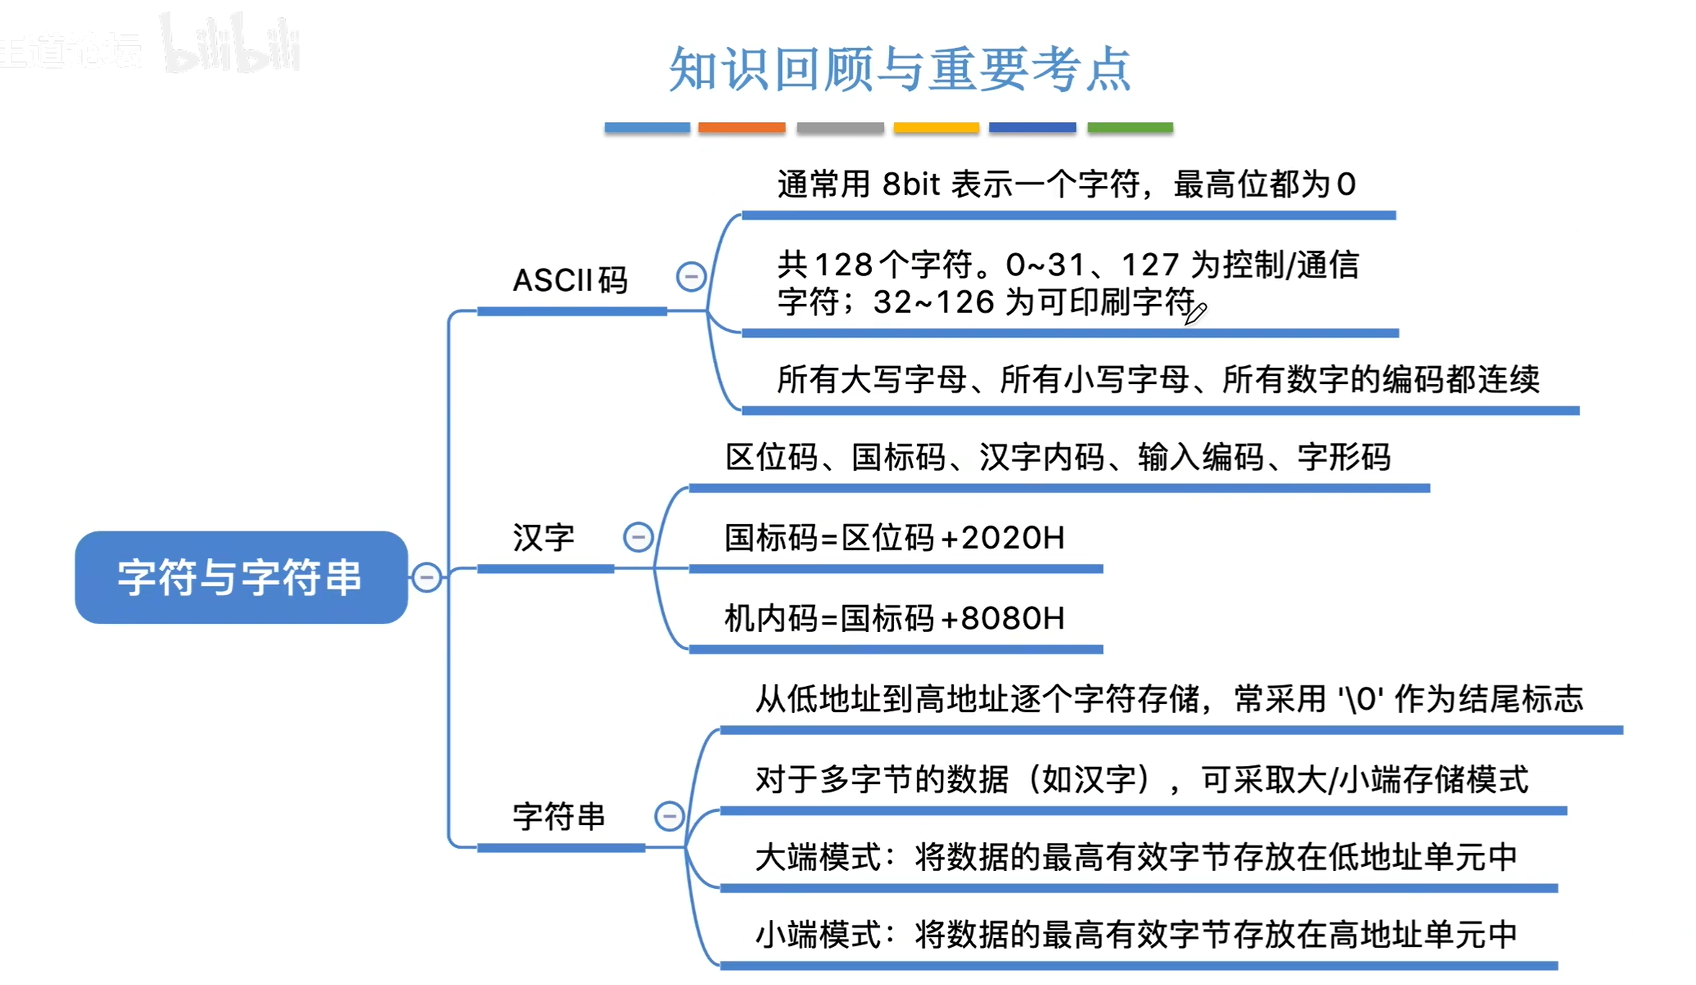 王道论坛 bilibili
知识回顾与重要考点
通常用 8bit 表示一个字符，最高位都为0
ASCII码
共128个字符。0~31、127 为控制/通信
字符；32~126 为可印刷字符。
所有大写字母、所有小写字母、所有数字的编码都连续
区位码、国标码、汉字内码、输入编码、字形码
汉字
国标码=区位码+2020H
字符与字符串
机内码=国标码+8080H
从低地址到高地址逐个字符存储，常采用 '\0' 作为结尾标志
对于多字节的数据（如汉字），可采取大/小端存储模式
字符串
大端模式：将数据的最高有效字节存放在低地址单元中
小端模式：将数据的最高有效字节存放在高地址单元中